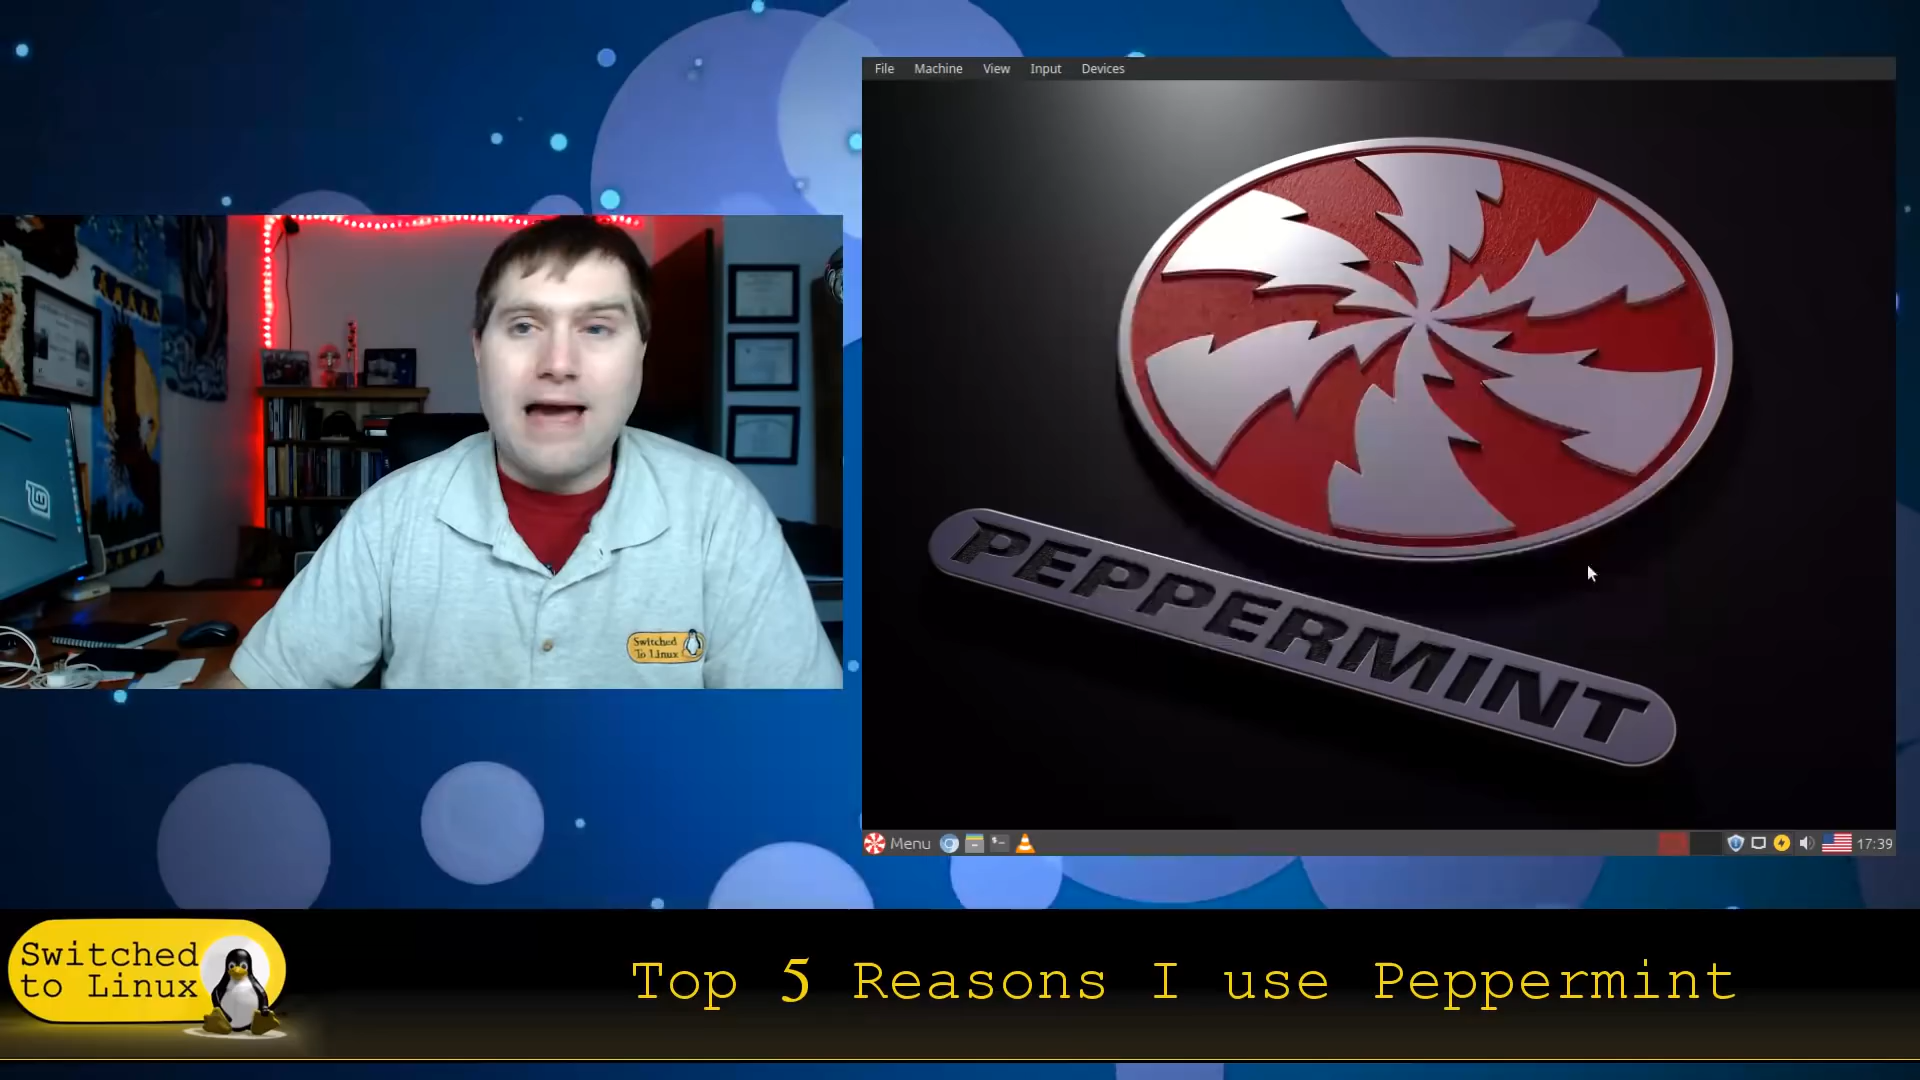 File Machine View Input Devices
PEPPERMINT
Switched
To Linux
Menu
17:39
Switched
to Linux
Top 5 Reasons I use Peppermint